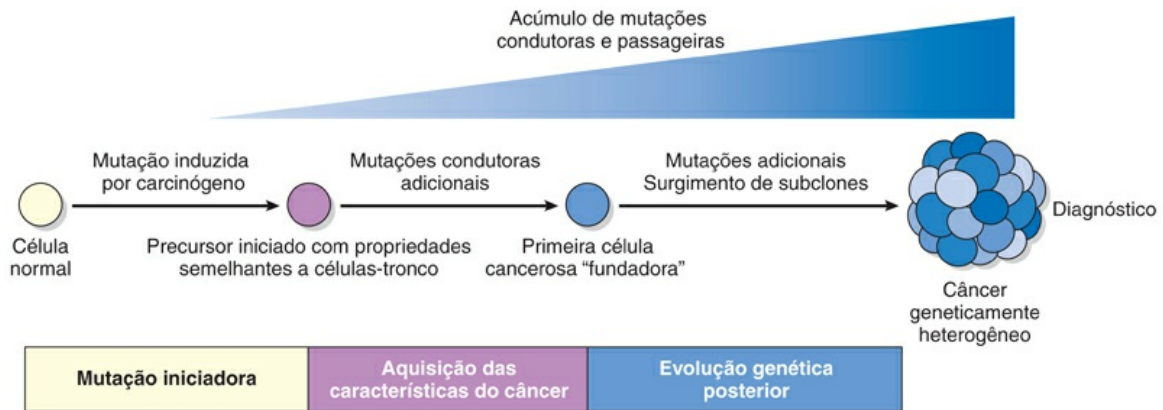 Acúmulo de mutações
condutoras e passageiras
Mutação induzida
por carcinógeno
Mutações condutoras
adicionais
Mutações adicionais
Surgimento de subclones
Diagnóstico
Célula
normal
Precursor iniciado com propriedades
semelhantes a células-tronco
Primeira célula
cancerosa “fundadora”
Câncer
geneticamente
heterogêneo
Mutação iniciadora
Aquisição das
características do câncer
Evolução genética
posterior